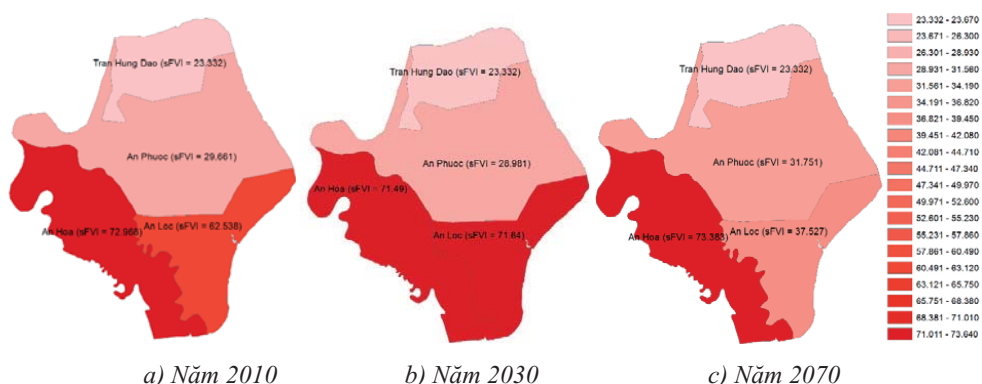 Tran Hung Dao (sFVI = 23.332)
An Phuoc (sFVI = 29.661)
An Hoa (sFVI = 72.968)
An Loc (sFVI = 62.538)
a) Năm 2010
Tran Hung Dao (sFVI = 23.332)
An Phuoc (sFVI = 28.981)
An Hoa (sFVI = 71.49)
An Loc (sFVI = 71.64)
b) Năm 2030
Tran Hung Dao (sFVI = 23.332)
An Phuoc (sFVI = 31.751)
An Hoa (sFVI = 73.383)
An Loc (sFVI = 37.527)
c) Năm 2070
23.332 - 23.670
23.671 - 26.300
26.301 - 28.930
28.931 - 31.560
31.561 - 34.190
34.191 - 36.820
36.821 - 39.450
39.451 - 42.080
42.081 - 44.710
44.711 - 47.340
47.341 - 49.970
49.971 - 52.600
52.601 - 55.230
55.231 - 57.860
57.861 - 60.490
60.491 - 63.120
63.121 - 65.750
65.751 - 68.380
68.381 - 71.010
71.011 - 73.640